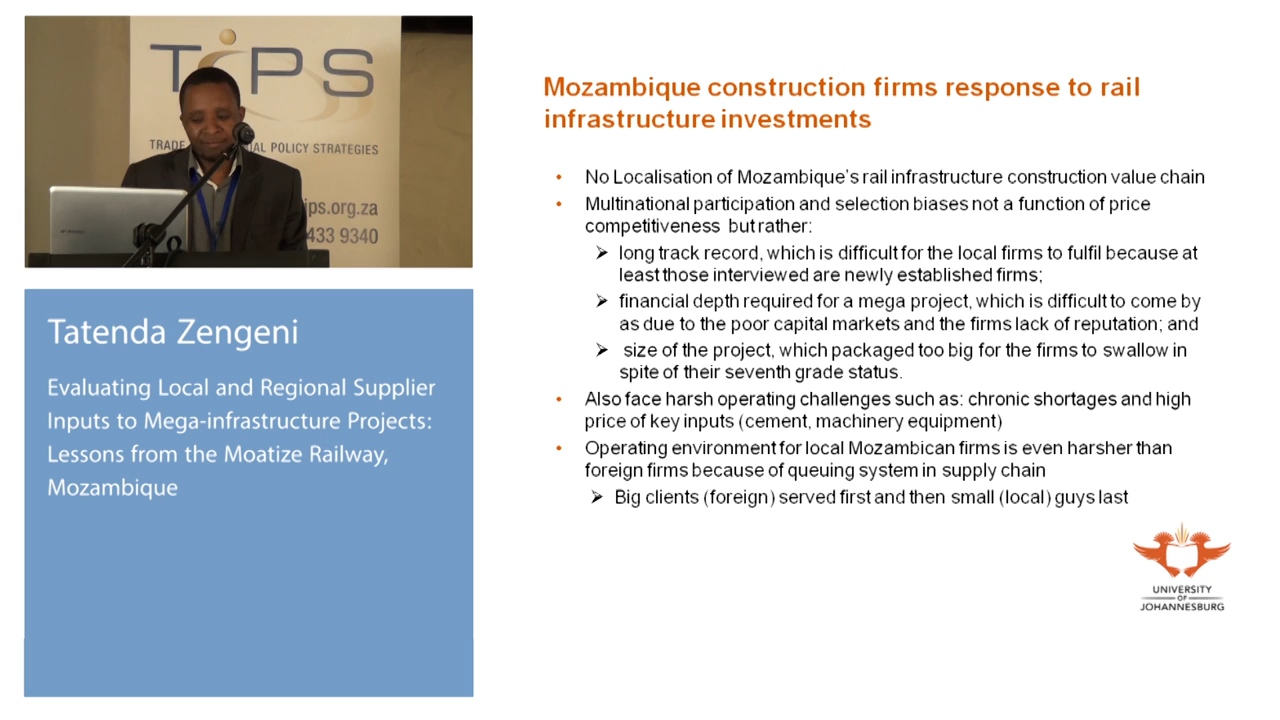 TiPS
TRADE IAL POLICY STRATEGIES
ips.org.za
433 9340
Tatenda Zengeni
Evaluating Local and Regional Supplier
Inputs to Mega-infrastructure Projects:
Lessons from the Moatize Railway,
Mozambique
Mozambique construction firms response to rail
infrastructure investments
• No Localisation of Mozambique's rail infrastructure construction value chain
• Multinational participation and selection biases not a function of price
competitiveness but rather:
➢ long track record, which is difficult for the local firms to fulfil because at
least those interviewed are newly established firms;
➢ financial depth required for a mega project, which is difficult to come by
as due to the poor capital markets and the firms lack of reputation; and
➢ size of the project, which packaged too big for the firms to swallow in
spite of their seventh grade status.
• Also face harsh operating challenges such as: chronic shortages and high
price of key inputs (cement, machinery equipment)
• Operating environment for local Mozambican firms is even harsher than
foreign firms because of queuing system in supply chain
➢ Big clients (foreign) served first and then small (local) guys last
UNIVERSITY
OF
JOHANNESBURG